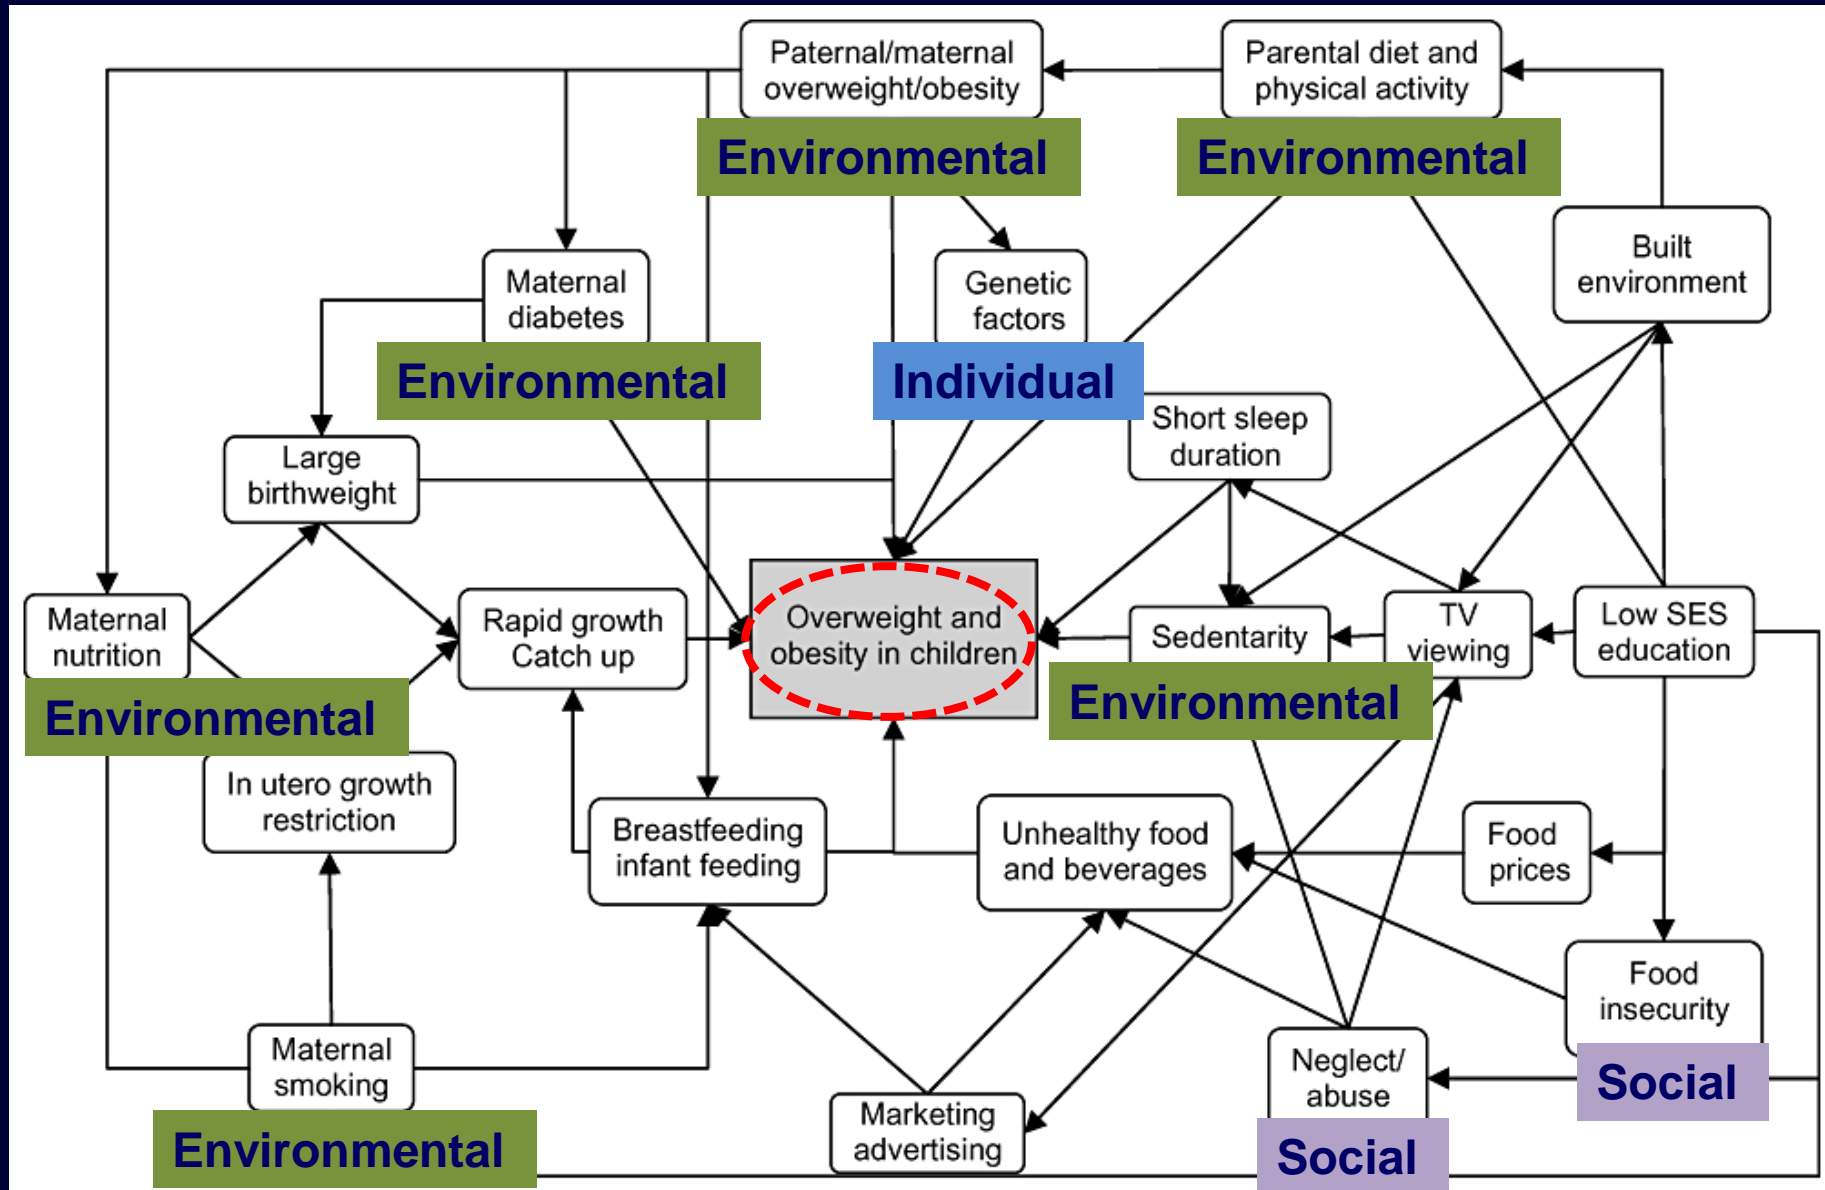 Paternal/maternal
overweight/obesity
Environmental
Parental diet and
physical activity
Environmental
Built
environment
Maternal
diabetes
Environmental
Genetic
factors
Individual
Short sleep
duration
Large
birthweight
Maternal
nutrition
Environmental
Rapid growth
Catch up
Overweight and
obesity in children
Sedentarity
Environmental
TV
viewing
Low SES
education
In utero growth
restriction
Breastfeeding
infant feeding
Unhealthy food
and beverages
Food
prices
Food
insecurity
Social
Maternal
smoking
Environmental
Marketing
advertising
Neglect/
abuse
Social